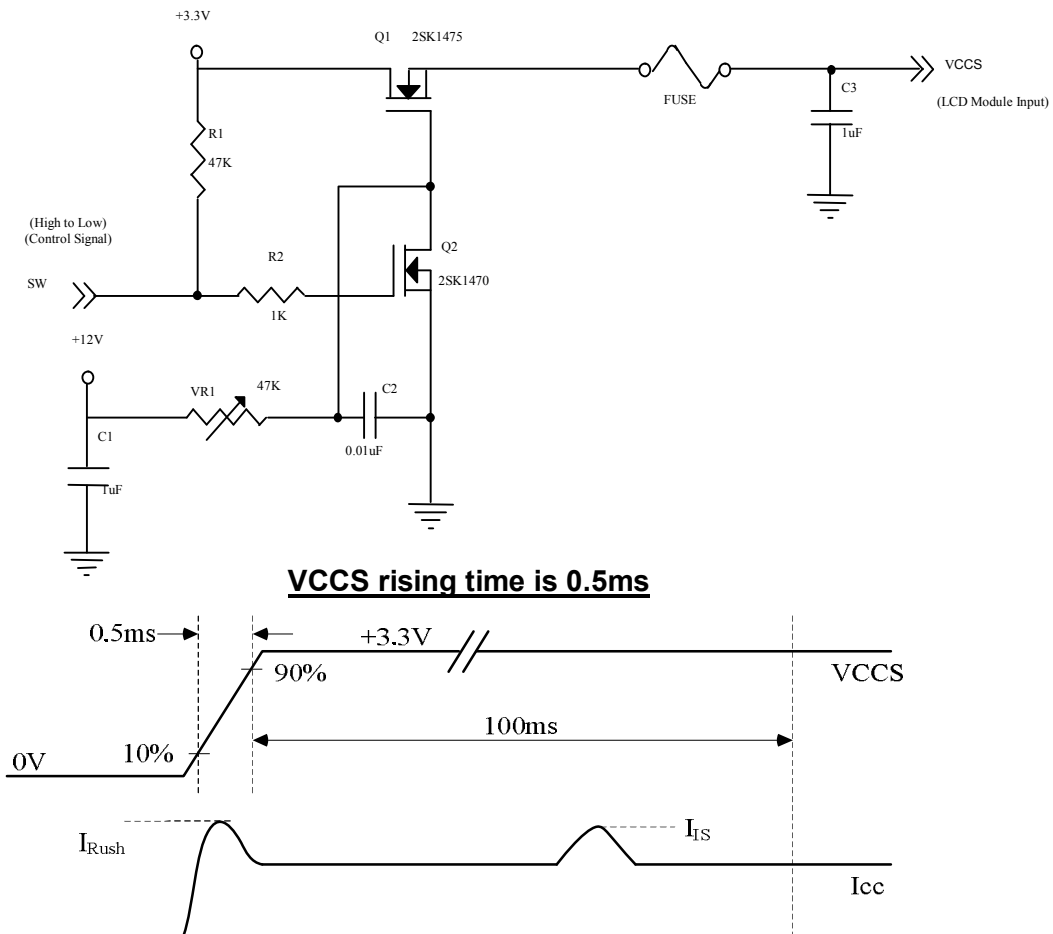 +3.3V
Q1 2SK1475
VCCS
FUSE
C3
(LCD Module Input)
R1
1uF
47K
(High to Low)
(Control Signal)
Q2
R2
SW
2SK1470
1K
+12V
VR1 47K
C2
C1
0.01uF
1uF
VCCS rising time is 0.5ms
0.5ms
+3.3V
90%
VCCS
100ms
10%
0V
IRush
IIS
Icc